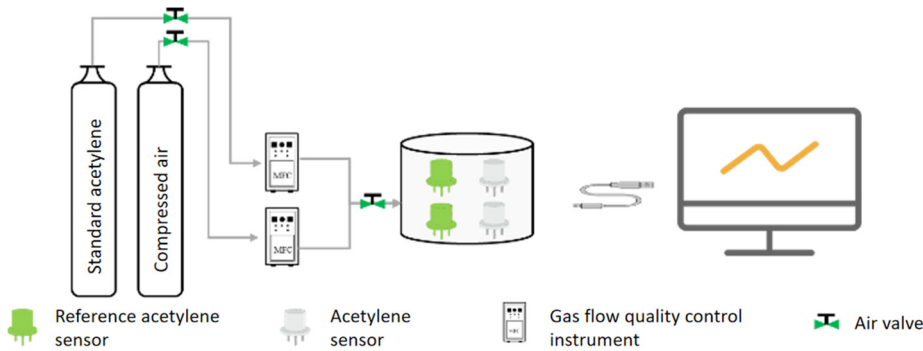 Standard acetylene
Compressed air
MFC
MFC
Reference acetylene
sensor
Acetylene
sensor
Gas flow quality control
instrument
Air valve